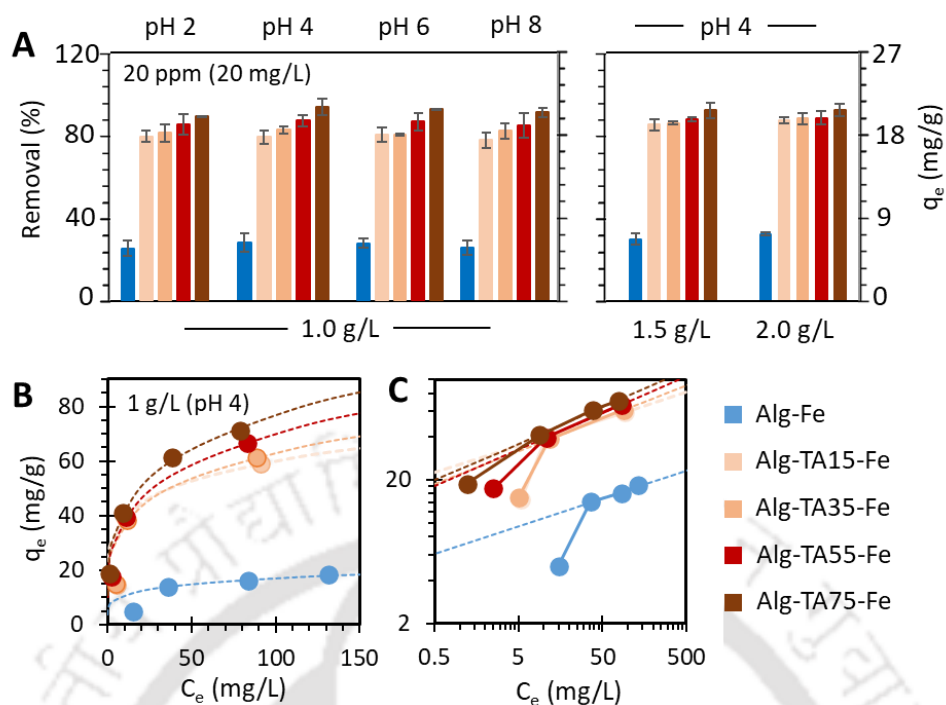 pH 2 pH 4 pH 6 pH 8 pH 4
A
120 27
20 ppm (20 mg/L)
80 18
40 9
0 0
Removal (%)
qe (mg/g)
1.0 g/L 1.5 g/L 2.0 g/L
B
1 g/L (pH 4)
80
60
40
20
0
qe (mg/g)
0 50 100 150
Ce (mg/L)
C
20
2
0.5 5 50 500
Ce (mg/L)
Alg-Fe
Alg-TA15-Fe
Alg-TA35-Fe
Alg-TA55-Fe
Alg-TA75-Fe